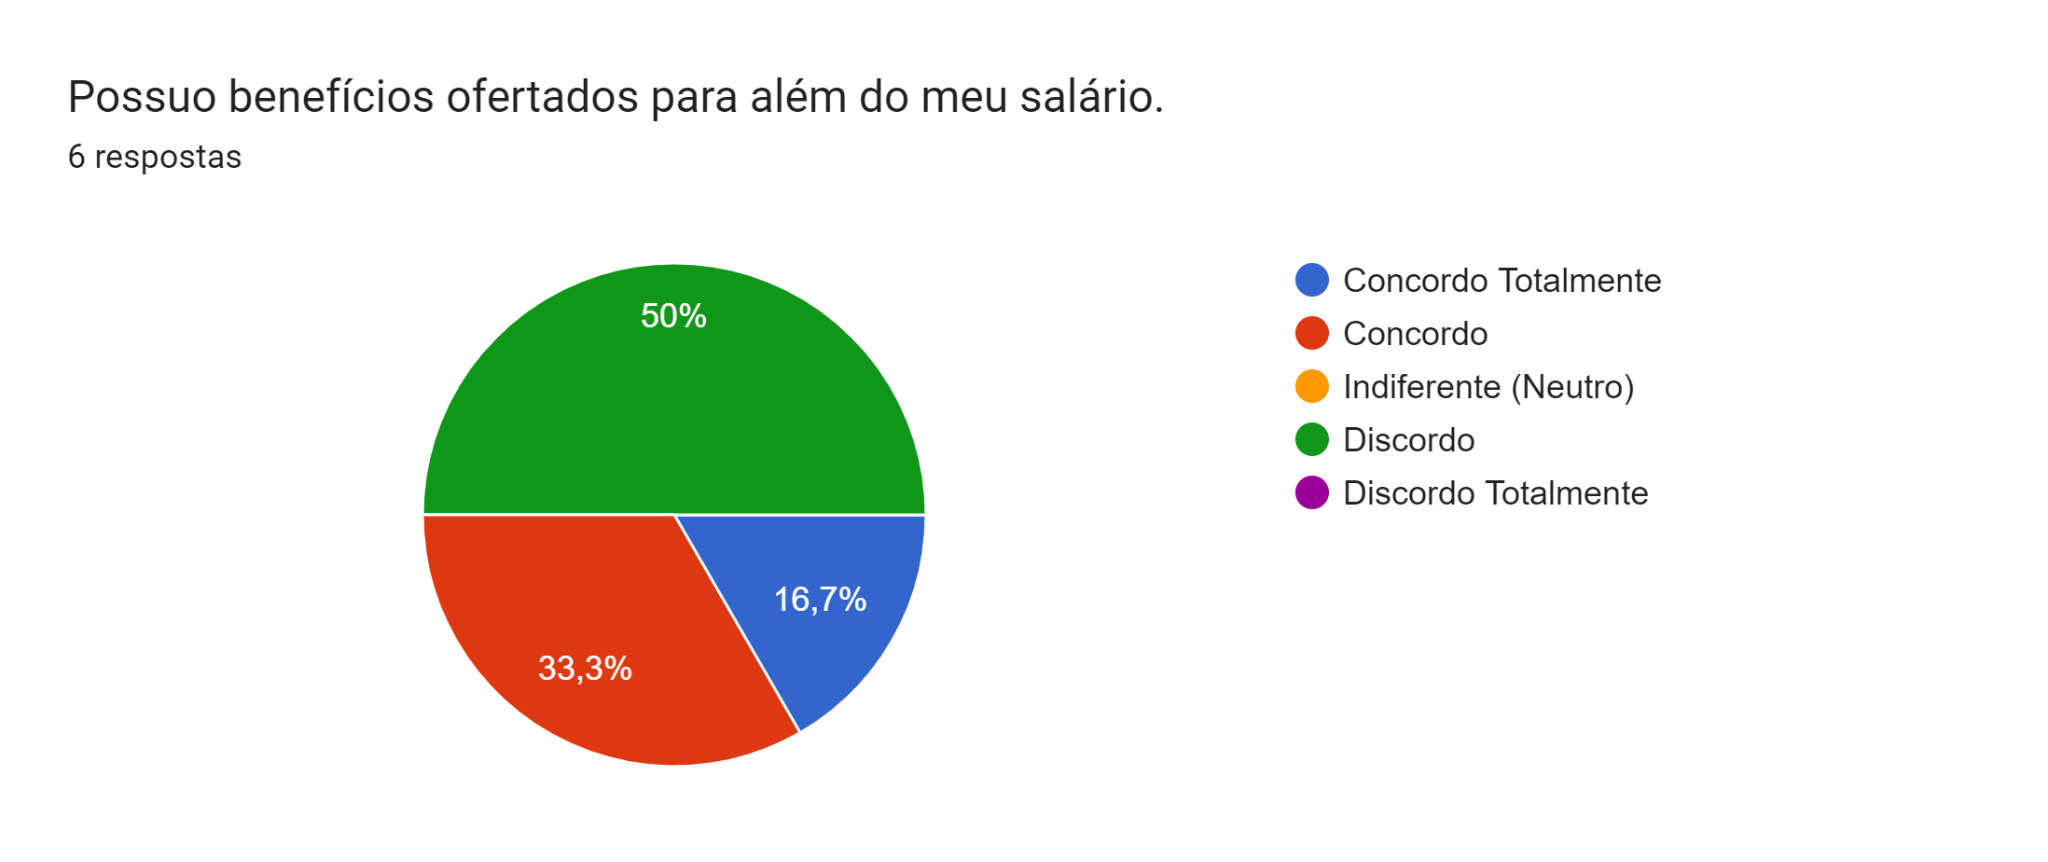 Possuo benefícios ofertados para além do meu salário.
6 respostas
50%
16,7%
33,3%
Concordo Totalmente
Concordo
Indiferente (Neutro)
Discordo
Discordo Totalmente